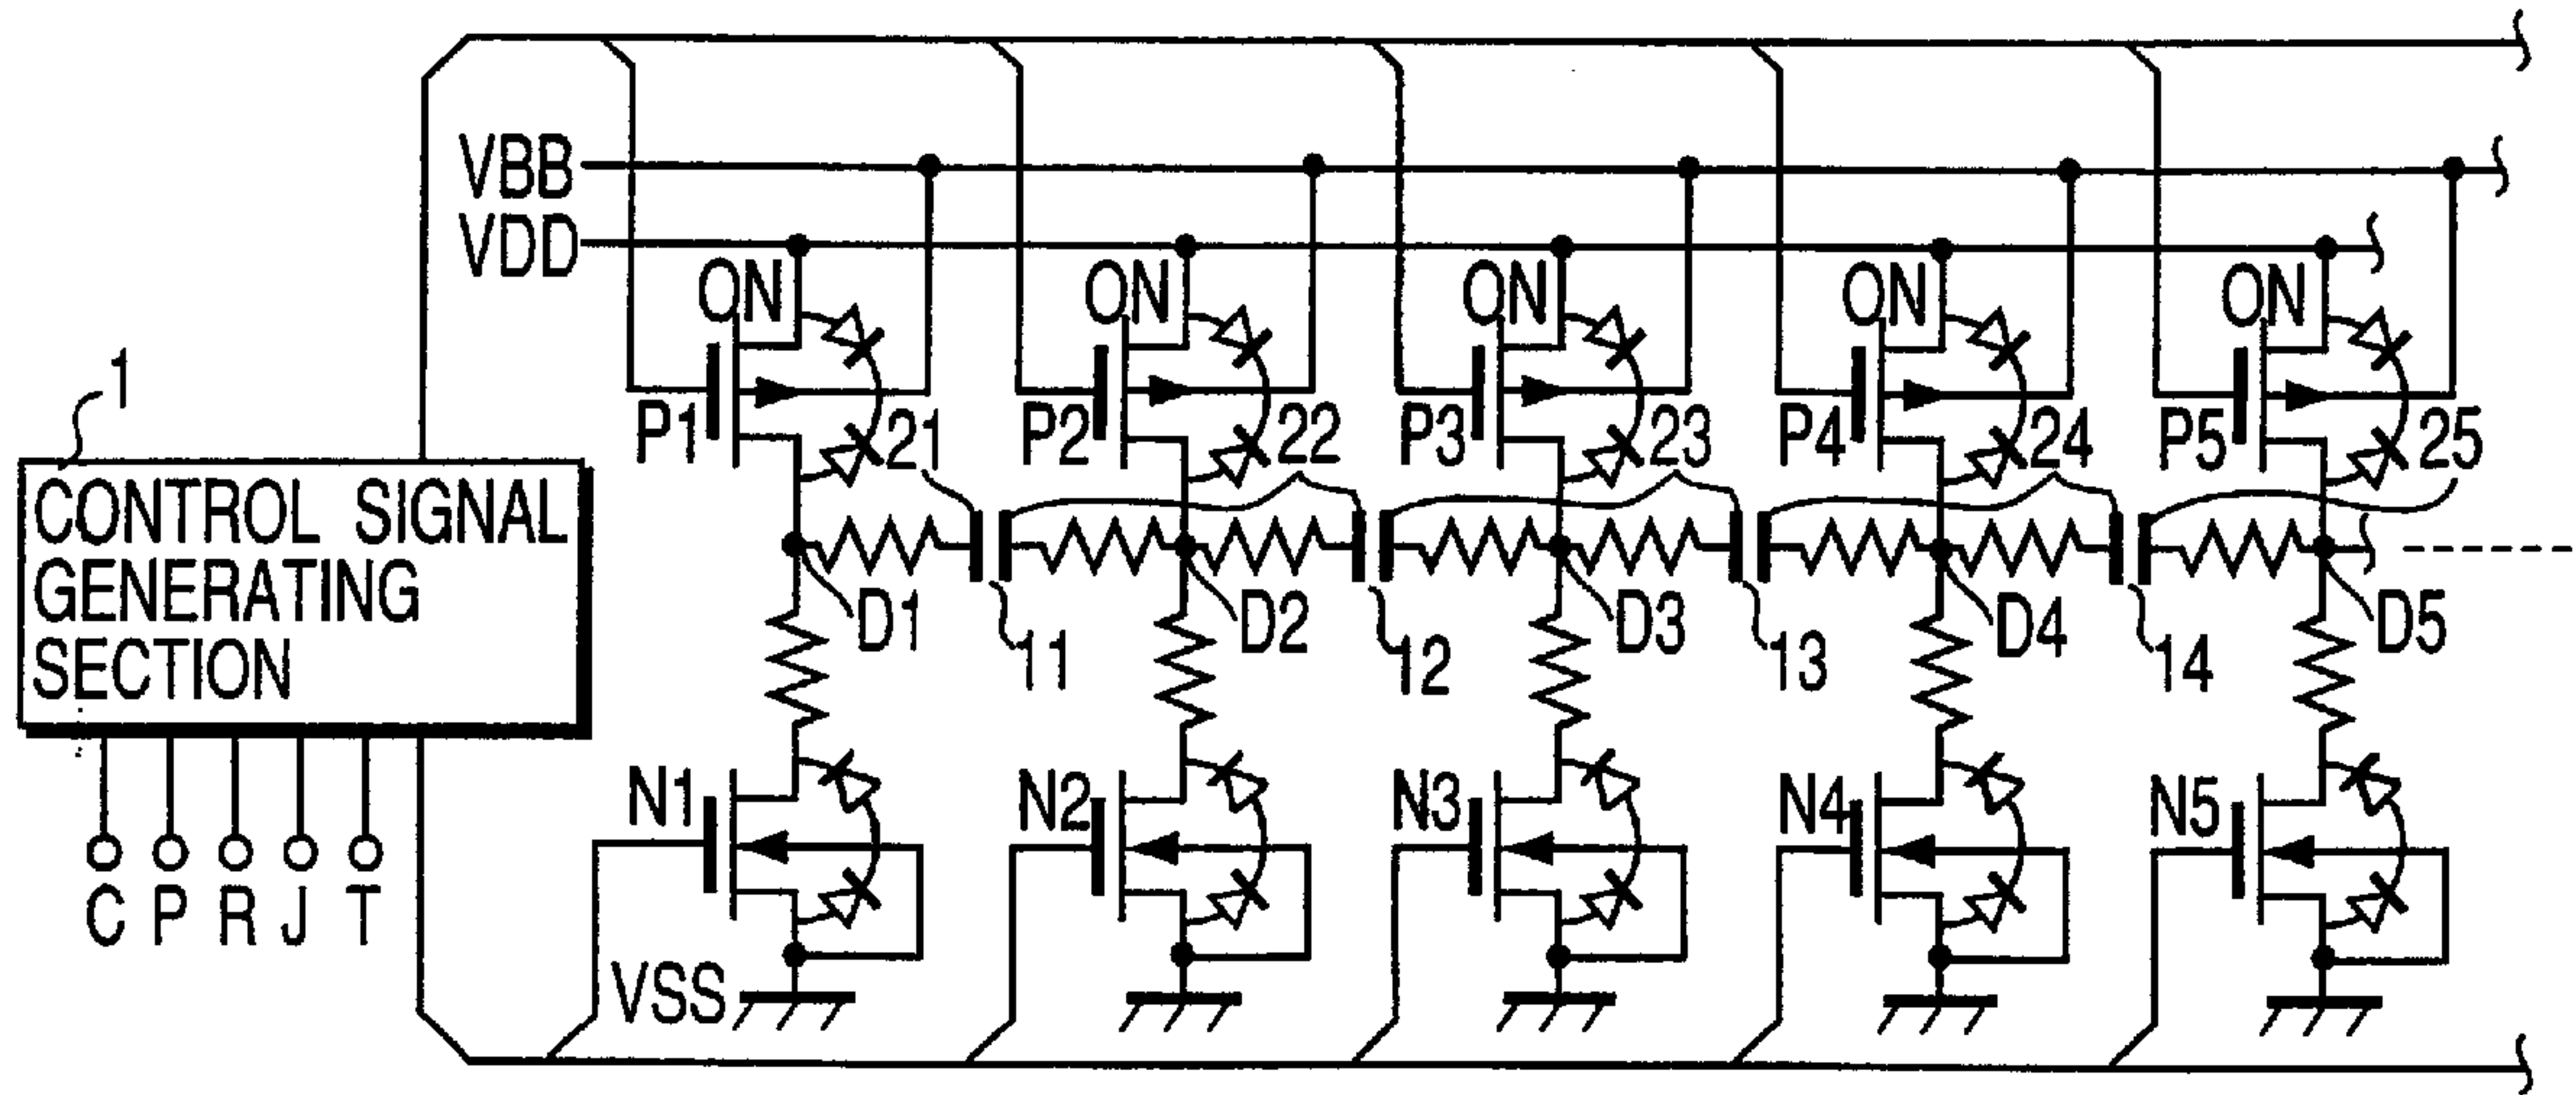 VBB
VDD
ON ON ON ON ON
1
P1 21 P2 22 P3 23 P4 24 P5 25
CONTROL SIGNAL
GENERATING
SECTION
D1 11 D2 12 D3 13 D4 14 D5
N1 N2 N3 N4 N5
C P R J T
VSS